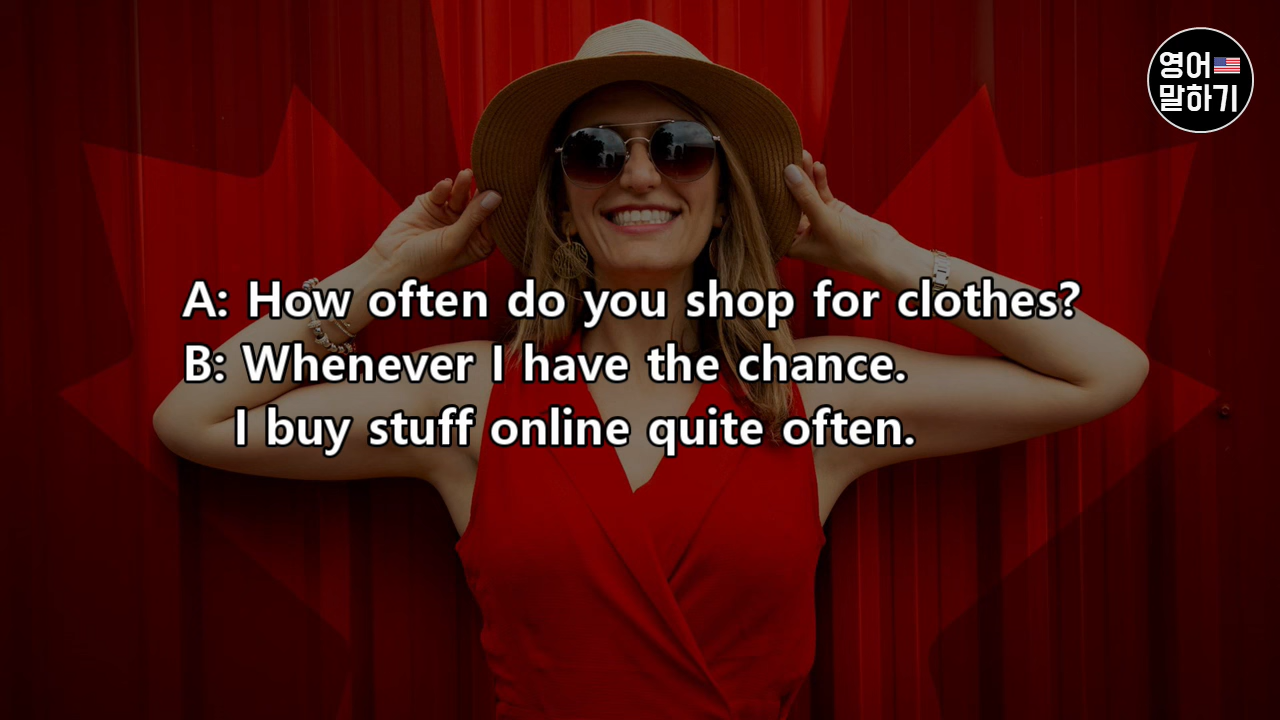 영어
말하기
A: How often do you shop for clothes?
B: Whenever I have the chance.
I buy stuff online quite often.